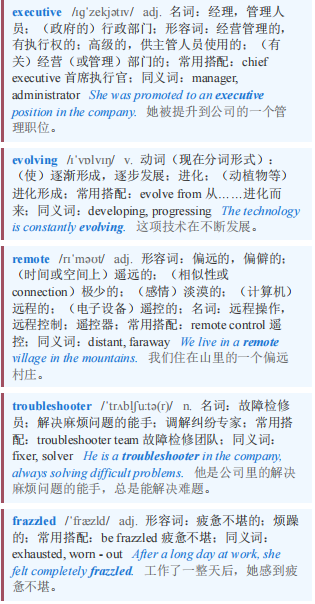 executive /ɪɡˈzekjətɪv/ adj. 名词：经理，管理人
员；（政府的）行政部门；形容词：经营管理的，
有执行权的；高级的，供主管人员使用的；（有
关）经营（或管理）部门的；常用搭配：chief
executive 首席执行官；同义词：manager,
administrator She was promoted to an executive
position in the company. 她被提升到公司的一个管
理职位。
evolving /ɪˈvɒlvɪŋ/ v. 动词（现在分词形式）：
（使）逐渐形成，逐步发展；进化；（动植物等）
进化形成；常用搭配：evolve from 从……进化而
来；同义词：developing, progressing The technology
is constantly evolving. 这项技术在不断发展。
remote /rɪˈməʊt/ adj. 形容词：偏远的，偏僻的；
（时间或空间上）遥远的；（相似性或
connection）极少的；（感情）淡漠的；（计算机）
远程的；（电子设备）遥控的；名词：远程操作，
远程控制；遥控器；常用搭配：remote control 遥
控；同义词：distant, faraway We live in a remote
village in the mountains. 我们住在山里的一个偏远
村庄。
troubleshooter /ˈtrʌblʃuːtə(r)/ n. 名词：故障检修
员；解决麻烦问题的能手；调解纠纷专家；常用搭
配：troubleshooter team 故障检修团队；同义词：
fixer, solver He is a troubleshooter in the company,
always solving difficult problems. 他是公司里的解决
麻烦问题的能手，总是能解决难题。
frazzled /ˈfræzld/ adj. 形容词：疲惫不堪的；烦躁
的；常用搭配：be frazzled 疲惫不堪；同义词：
exhausted, worn - out After a long day at work, she
felt completely frazzled. 工作了一整天后，她感到疲
惫不堪。